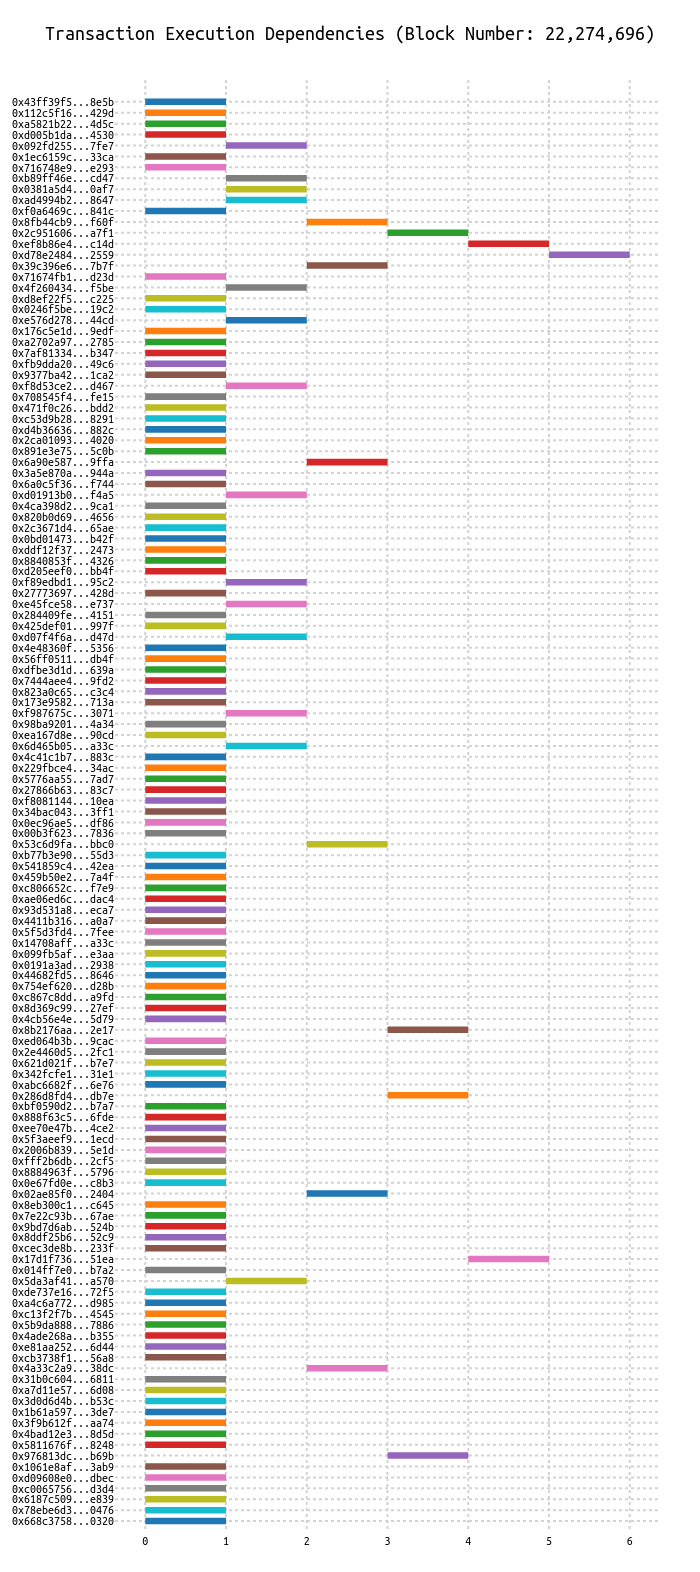 Transaction Execution Dependencies (Block Number: 22,274,696)
0x43ff39f5...8e5b
0x112c5f16...429d
0xa5821b22...4d5c
0xd005b1da...4530
0x092fd255...7fe7
0x1ec6159c...33ca
0x716748e9...e293
0xb89ff46e...cd47
0x0381a5d4...0af7
0xad4994b2...8647
0xf0a6469c...841c
0x8fb44cb9...f60f
0x2c951606...a7f1
0xef8b86e4...c14d
0xd78e2484...2559
0x39c396e6...7b7f
0x71674fb1...d23d
0x4f260434...f5be
0xd8ef22f5...c225
0x0246f5be...19c2
0xe576d278...44cd
0x176c5e1d...9edf
0xa2702a97...2785
0x7af81334...b347
0xfb9dda20...49c6
0x9377ba42...1ca2
0xf8d53ce2...d467
0x708545f4...fe15
0x471f0c26...bdd2
0xc53d9b28...8291
0xd4b36636...882c
0x2ca01093...4020
0x891e3e75...5c0b
0x6a90e587...9ffa
0x3a5e870a...944a
0x6a0c5f36...f744
0xd01913b0...f4a5
0x4ca398d2...9ca1
0x820b0d69...4656
0x2c3671d4...65ae
0x0bd01473...b42f
0xddf12f37...2473
0x8840853f...4326
0xd205eef0...bb4f
0xf89edbd1...95c2
0x27773697...428d
0xe45fce58...e737
0x284409fe...4151
0x425def01...997f
0xd07f4f6a...d47d
0x4e48360f...5356
0x56ff0511...db4f
0xdfbe3d1d...639a
0x7444aee4...9fd2
0x823a0c65...c3c4
0x173e9582...713a
0xf987675c...3071
0x98ba9201...4a34
0xea167d8e...90cd
0x6d465b05...a33c
0x4c41c1b7...883c
0x229fbce4...34ac
0x5776aa55...7ad7
0x27866b63...83c7
0xf8081144...10ea
0x34bac043...3ff1
0x0ec96ae5...df86
0x00b3f623...7836
0x53c6d9fa...bbc0
0xb77b3e90...55d3
0x541859c4...42ea
0x459b50e2...7a4f
0xc806652c...f7e9
0xae06ed6c...dac4
0x93d531a8...eca7
0x4411b316...a0a7
0x5f5d3fd4...7fee
0x14708aff...a33c
0x099fb5af...e3aa
0x0191a3ad...2938
0x44682fd5...8646
0x754ef620...d28b
0xc867c8dd...a9fd
0x8d369c99...27ef
0x4cb56e4e...5d79
0x8b2176aa...2e17
0xed064b3b...9cac
0x2e4460d5...2fc1
0x621d021f...b7e7
0x342fcfe1...31e1
0xabc6682f...6e76
0x286d8fd4...db7e
0xbf0590d2...b7a7
0x888f63c5...6fde
0xee70e47b...4ce2
0x5f3aeef9...1ecd
0x2006b839...5e1d
0xfff2b6db...2cf5
0x8884963f...5796
0x0e67fd0e...c8b3
0x02ae85f0...2404
0x8eb300c1...c645
0x7e22c93b...67ae
0x9bd7d6ab...524b
0x8ddf25b6...52c9
0xcec3de8b...233f
0x17d1f736...51ea
0x014ff7e0...b7a2
0x5da3af41...a570
0xde737e16...72f5
0xa4c6a772...d985
0xc13f2f7b...4545
0x5b9da888...7886
0x4ade268a...b355
0xe81aa252...6d44
0xcb3738f1...56a8
0x4a33c2a9...38dc
0x31b0c604...6811
0xa7d11e57...6d08
0x3d0d6d4b...b53c
0x1b61a597...3de7
0x3f9b612f...aa74
0x4bad12e3...8d5d
0x5811676f...8248
0x976813dc...b69b
0x1061e8af...3ab9
0xd09608e0...dbec
0xc0065756...d3d4
0x6187c509...e839
0x78ebe6d3...0476
0x668c3758...0320
0 1 2 3 4 5 6